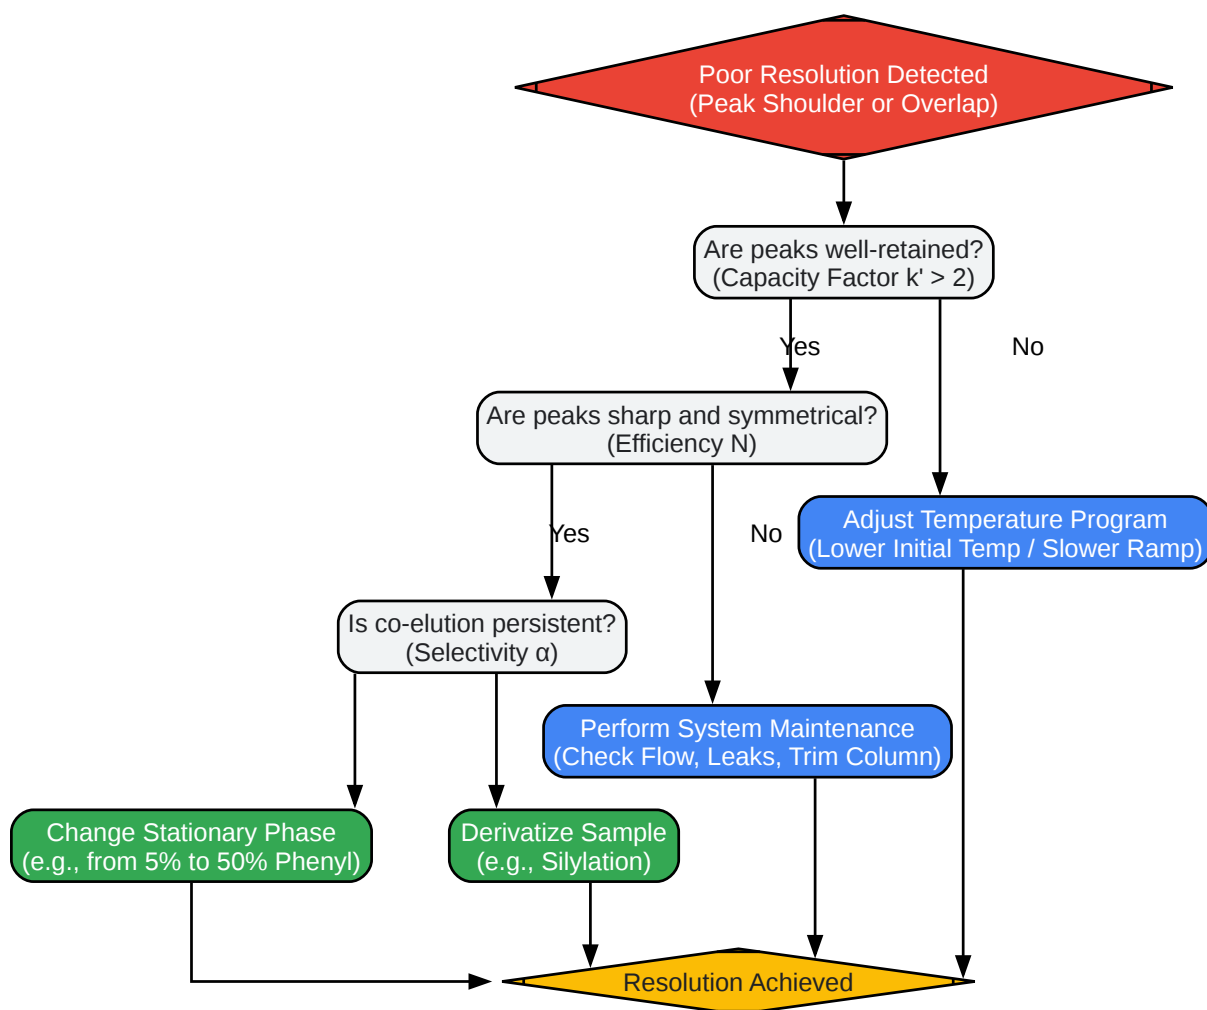 Poor Resolution Detected
(Peak Shoulder or Overlap)
Are peaks well-retained?
(Capacity Factor k' > 2)
Yes
No
Are peaks sharp and symmetrical?
(Efficiency N)
Adjust Temperature Program
(Lower Initial Temp / Slower Ramp)
Yes
No
Is co-elution persistent?
(Selectivity α)
Perform System Maintenance
(Check Flow, Leaks, Trim Column)
Change Stationary Phase
(e.g., from 5% to 50% Phenyl)
Derivatize Sample
(e.g., Silylation)
Resolution Achieved